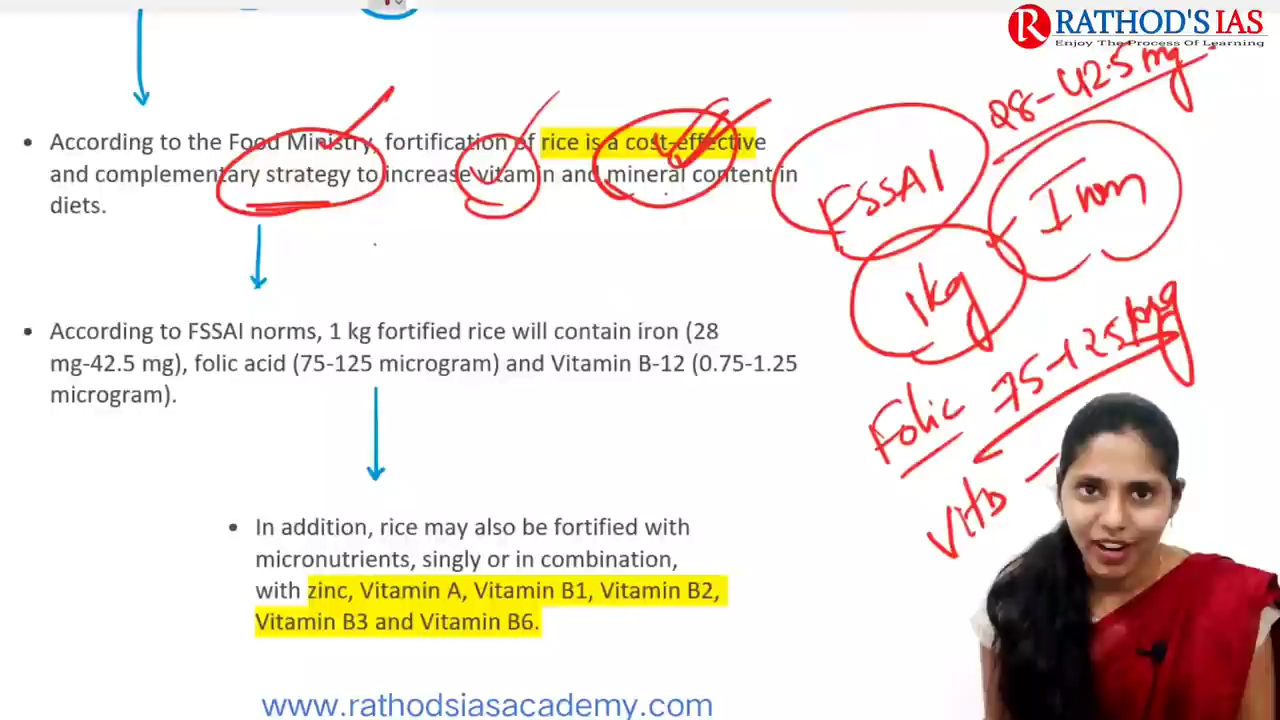 RATHOD'S IAS
Enjoy The Process Of Learning
• According to the Food Ministry, fortification of rice is a cost-effective
and complementary strategy to increase vitamin and mineral content in
diets.
28-42.5 mg
FSSAI
Iron
1kg
• According to FSSAI norms, 1 kg fortified rice will contain iron (28
mg-42.5 mg), folic acid (75-125 microgram) and Vitamin B-12 (0.75-1.25
microgram).
Folic 75-125
• In addition, rice may also be fortified with
micronutrients, singly or in combination,
with zinc, Vitamin A, Vitamin B1, Vitamin B2,
Vitamin B3 and Vitamin B6.
www.rathodsiasacademy.com